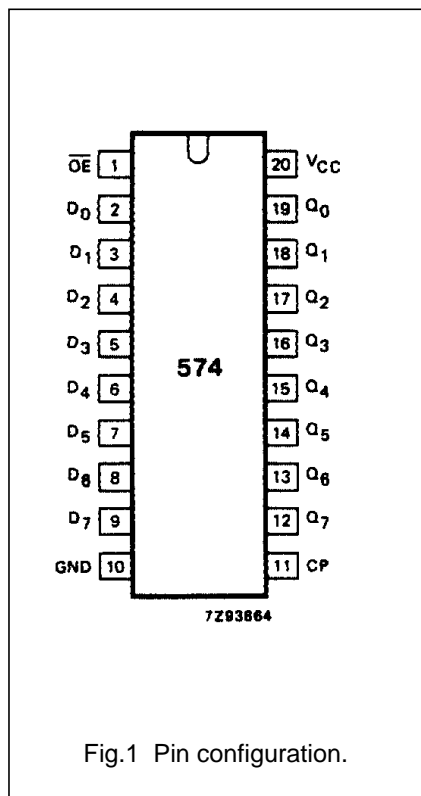 O̅E̅ 1 20 VCC
D0 2 19 Q0
D1 3 18 Q1
D2 4 17 Q2
D3 5 16 Q3
574
D4 6 15 Q4
D5 7 14 Q5
D6 8 13 Q6
D7 9 12 Q7
GND 10 11 CP
7Z93664
Fig.1 Pin configuration.